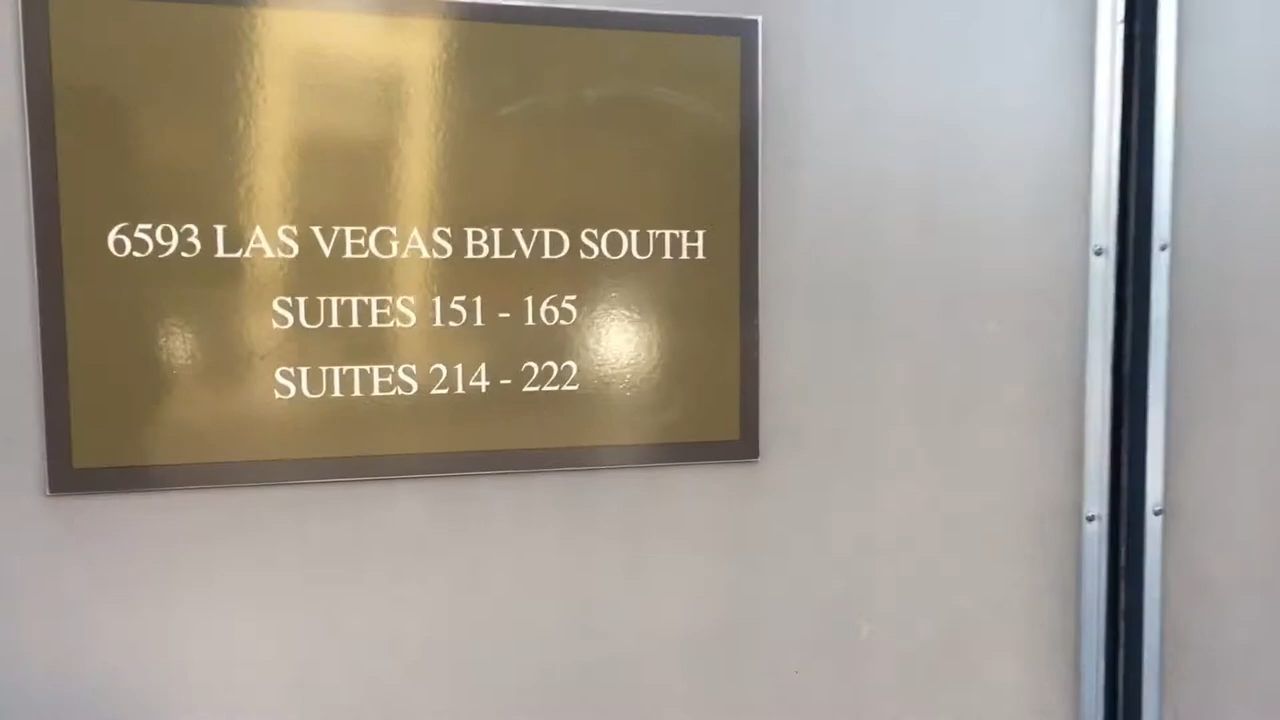 6593 LAS VEGAS BLVD SOUTH
SUITES 151 - 165
SUITES 214 - 222